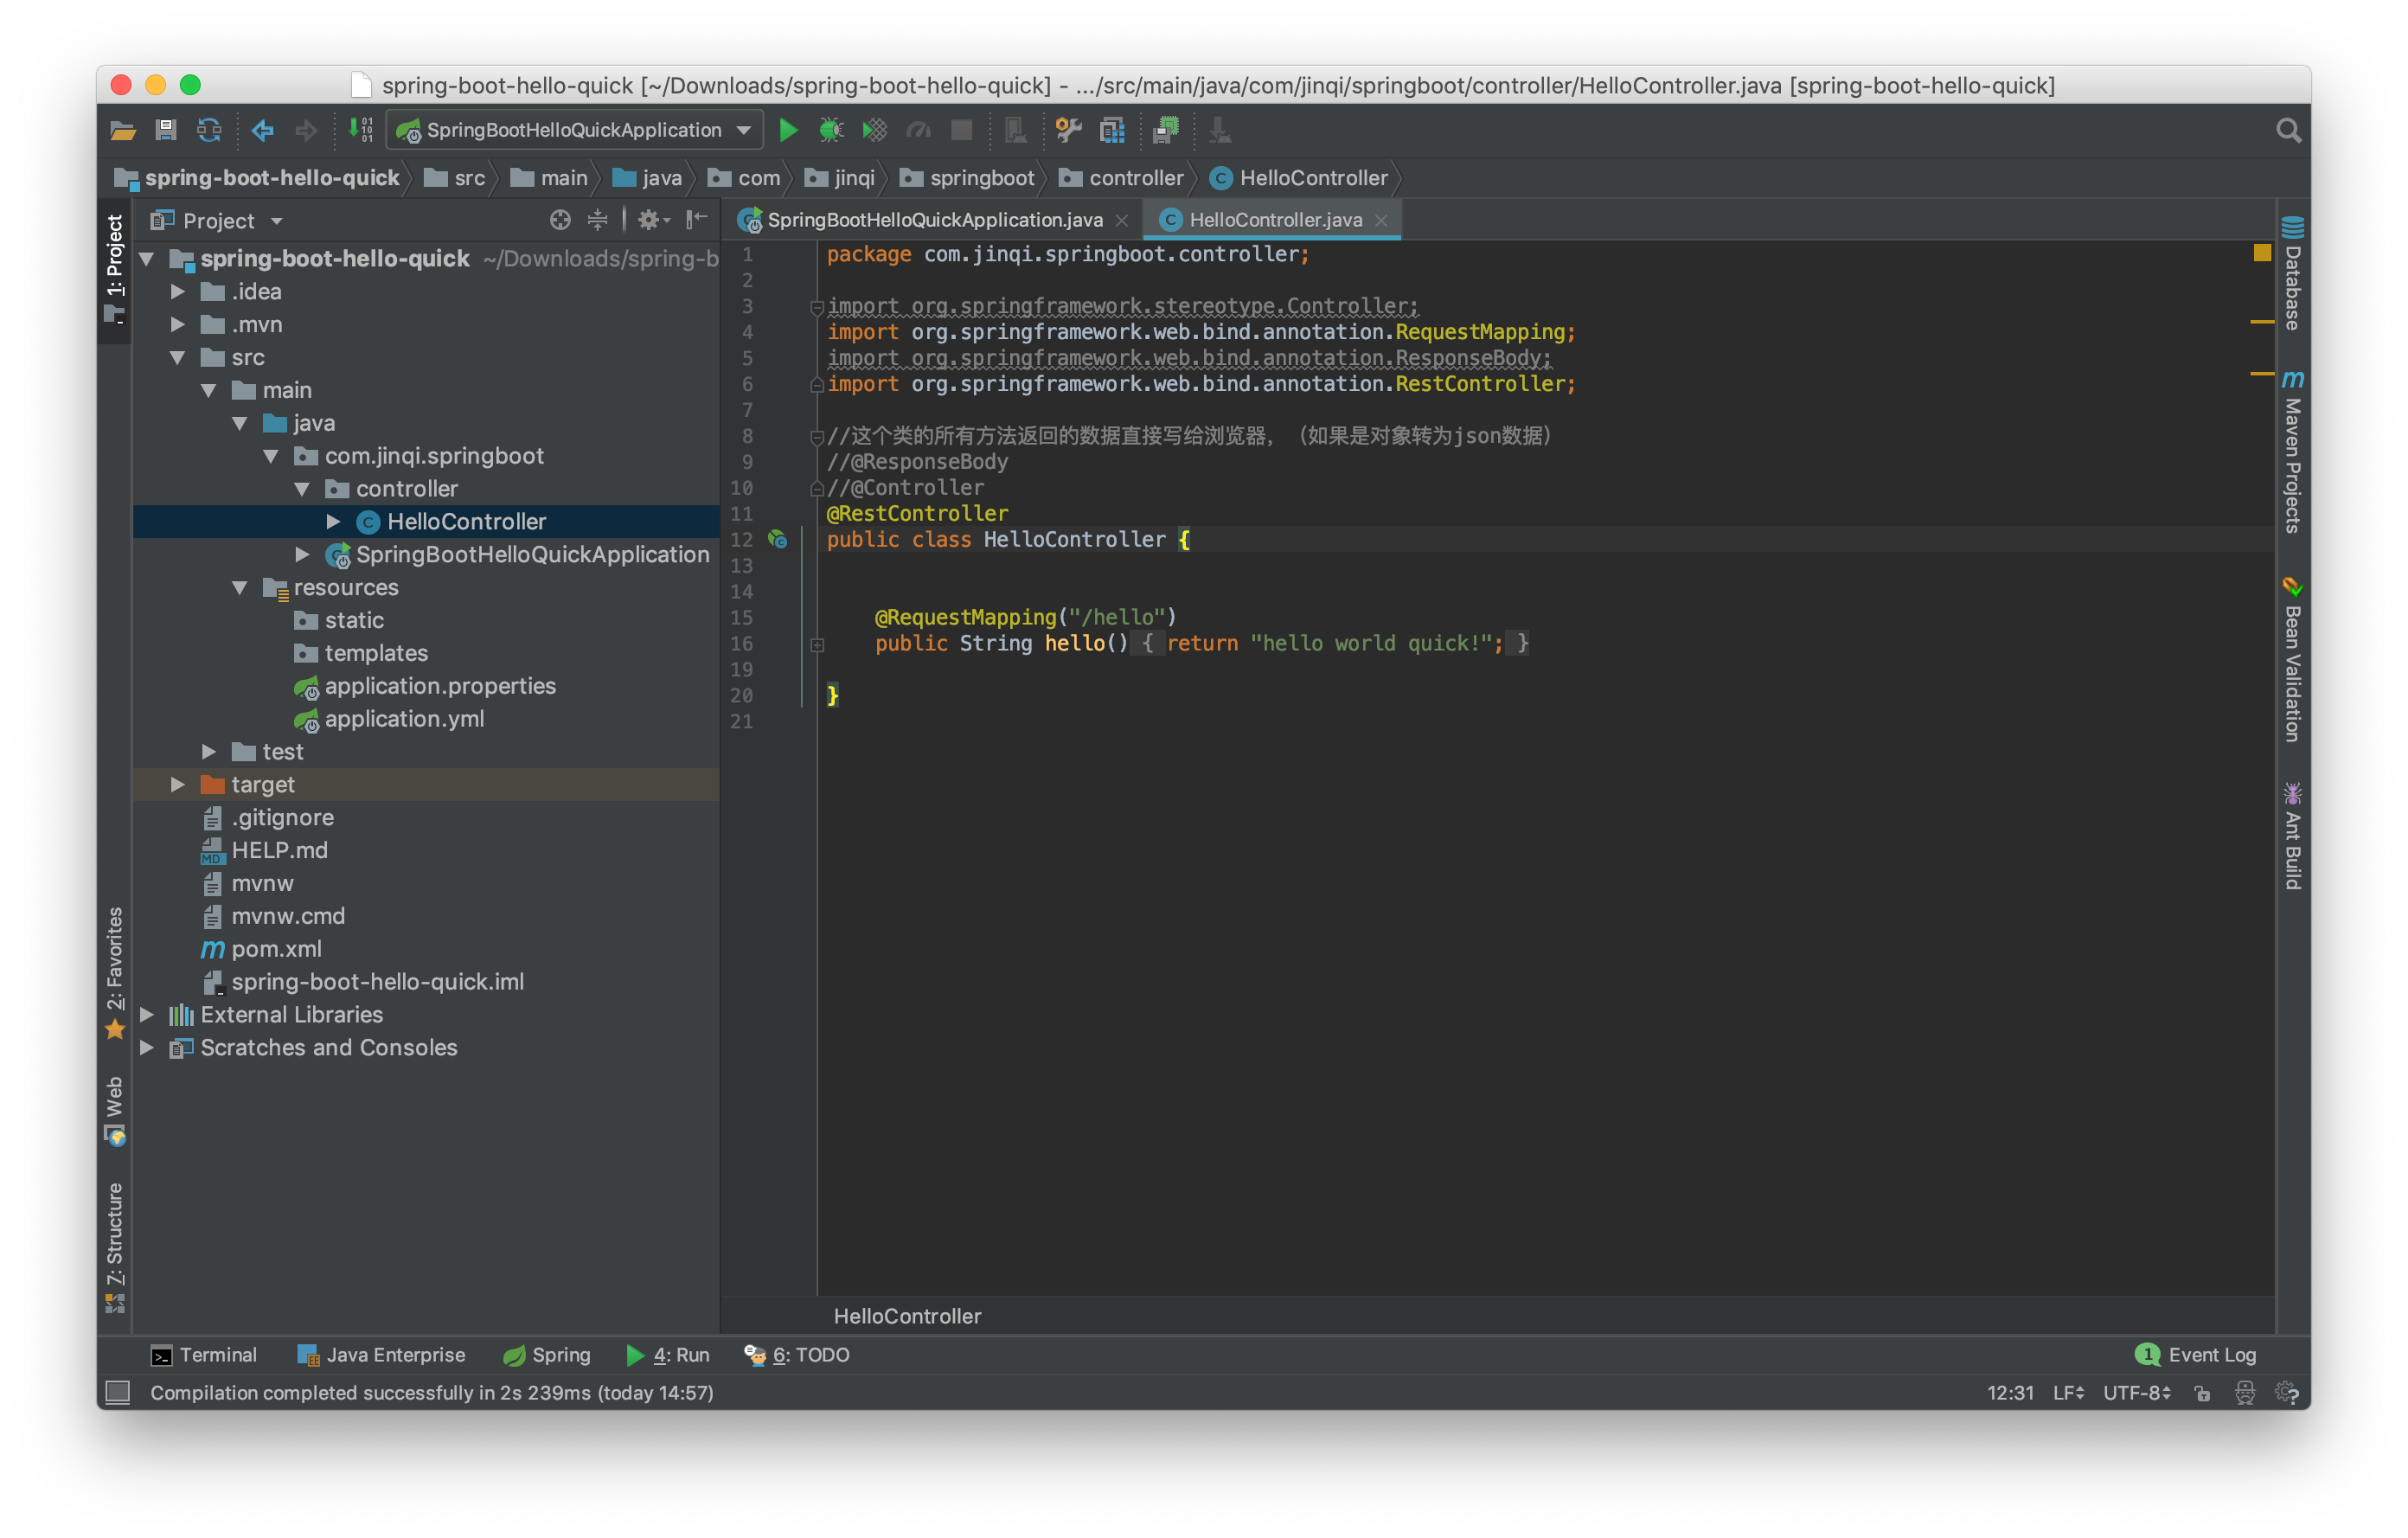 spring-boot-hello-quick [~/Downloads/spring-boot-hello-quick] - .../src/main/java/com/jinqi/springboot/controller/HelloController.java [spring-boot-hello-quick]
SpringBootHelloQuickApplication
spring-boot-hello-quick src main java com jinqi springboot controller HelloController
1: Project
2: Favorites
Web
7: Structure
Project
spring-boot-hello-quick ~/Downloads/spring-b
.idea
.mvn
src
main
java
com.jinqi.springboot
controller
HelloController
SpringBootHelloQuickApplication
resources
static
templates
application.properties
application.yml
test
target
.gitignore
HELP.md
mvnw
mvnw.cmd
pom.xml
spring-boot-hello-quick.iml
External Libraries
Scratches and Consoles
SpringBootHelloQuickApplication.java HelloController.java
1 package com.jinqi.springboot.controller;
2
3 import org.springframework.stereotype.Controller;
4 import org.springframework.web.bind.annotation.RequestMapping;
5 import org.springframework.web.bind.annotation.ResponseBody;
6 import org.springframework.web.bind.annotation.RestController;
7
8 //这个类的所有方法返回的数据直接写给浏览器，（如果是对象转为json数据）
9 //@ResponseBody
10 //@Controller
11 @RestController
12 public class HelloController {
13
14
15 @RequestMapping("/hello")
16 public String hello() { return "hello world quick!"; }
19
20 }
21
HelloController
Database
Maven Projects
Bean Validation
Ant Build
Terminal Java Enterprise Spring 4: Run 6: TODO 1 Event Log
Compilation completed successfully in 2s 239ms (today 14:57) 12:31 LF UTF-8